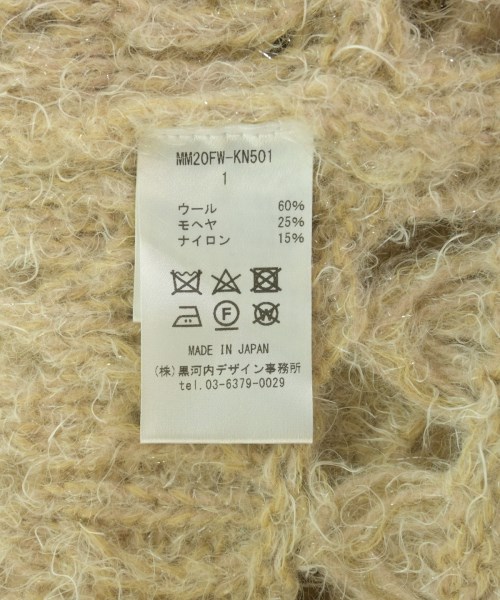 MM20FW-KN501
1
ウール 60%
モヘヤ 25%
ナイロン 15%
F W
MADE IN JAPAN
(株)黒河内デザイン事務所
tel.03-6379-0029